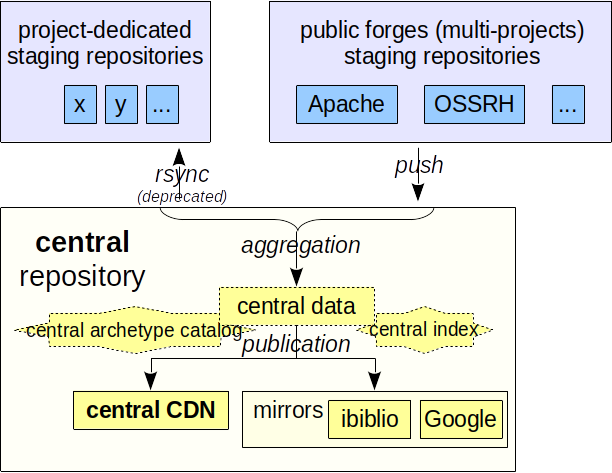 project-dedicated
staging repositories
x y ...
public forges (multi-projects)
staging repositories
Apache OSSRH ...
rsync
(deprecated)
push
central
repository
aggregation
central data
central archetype catalog
central index
publication
central CDN
mirrors ibiblio Google